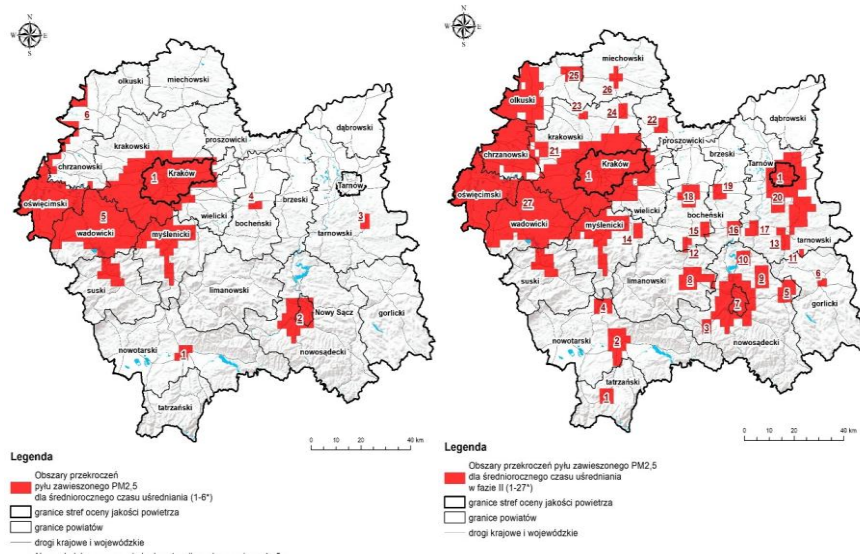 N
W
E
S
olkuski
miechowski
6
krakowski
proszowicki
dąbrowski
chrzanowski
1
Kraków
Tarnów
oświęcimski
5
4
brzeski
wielicki
bocheński
3
wadowicki
myślenicki
tarnowski
suski
limanowski
2
Nowy Sącz
gorlicki
nowotarski
1
nowosądecki
tatrzański
0 10 20 40 km
Legenda
Obszary przekroczeń
pyłu zawieszonego PM2,5
dla średniorocznego czasu uśredniania (1-6*)
granice stref oceny jakości powietrza
granice powiatów
drogi krajowe i wojewódzkie
N
W
E
S
miechowski
25
26
olkuski
23
24
22
dąbrowski
krakowski
proszowicki
21
chrzanowski
brzeski
Tarnów
Kraków
1
1
oświęcimski
27
18
19
20
wielicki
wadowicki
bocheński
myślenicki
14
15
16
17
13
tarnowski
12
11
10
suski
limanowski
8
9
6
5
gorlicki
7
4
3
nowotarski
2
nowosądecki
1
tatrzański
0 10 20 40 km
Legenda
Obszary przekroczeń pyłu zawieszonego PM2,5
dla średniorocznego czasu uśredniania
w fazie II (1-27*)
granice stref oceny jakości powietrza
granice powiatów
drogi krajowe i wojewódzkie